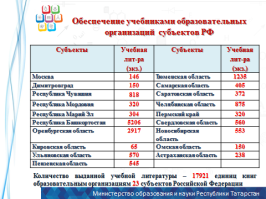 Обеспечение учебниками образовательных
организаций субъектов РФ
Субъекты Учебная лит-ра (экз.) Субъекты Учебная лит-ра (экз.)
Москва 146 Тюменская область 1235
Димитровград 150 Самарская область 405
Республика Чувашия 818 Саратовская область 372
Республика Мордовия 320 Челябинская область 875
Республика Марий Эл 304 Пермский край 320
Республика Башкортостан 5206 Свердловская область 560
Оренбургская область 2917 Новосибирская область 553
Кировская область 65 Омская область 150
Ульяновская область 570 Астраханская область 238
Пензенская область 545
Количество выданной учебной литературы – 17921 единиц книг
образовательным организациям 23 субъектов Российской Федерации
Министерство образования и науки Республики Татарстан